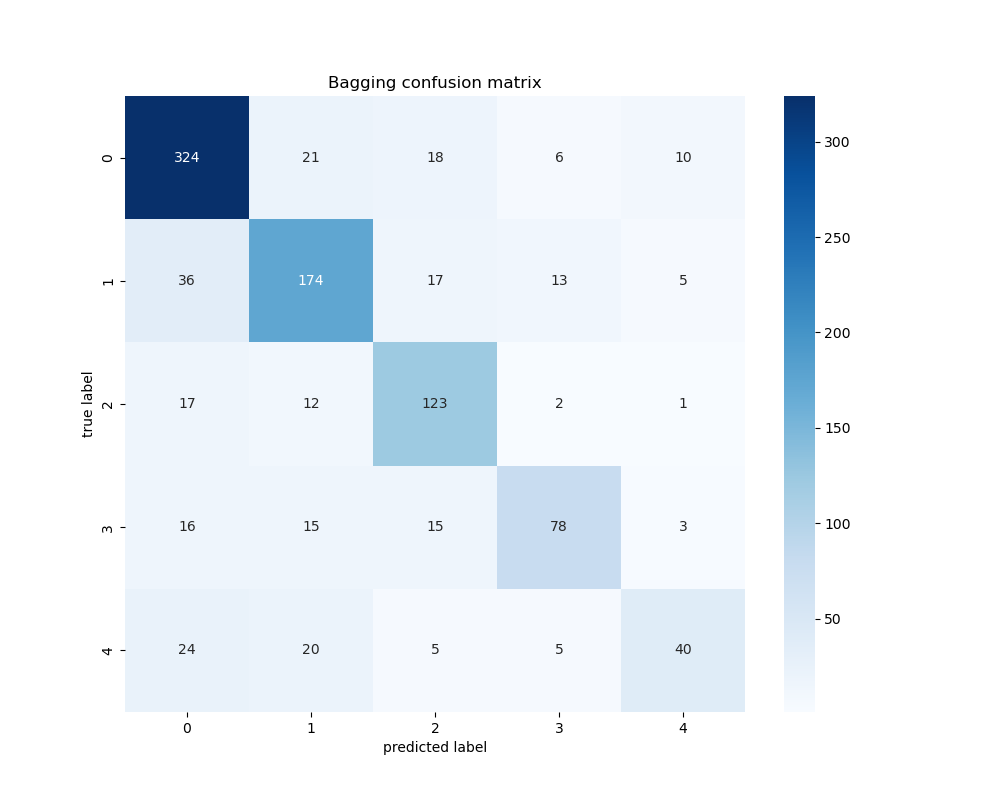 Bagging confusion matrix
0 324 21 18 6 10
1 36 174 17 13 5
2 17 12 123 2 1
3 16 15 15 78 3
4 24 20 5 5 40
0 1 2 3 4
true label
predicted label
300
250
200
150
100
50